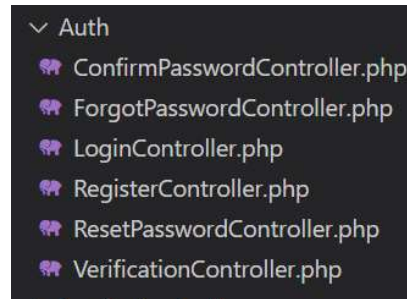 Auth
ConfirmPasswordController.php
ForgotPasswordController.php
LoginController.php
RegisterController.php
ResetPasswordController.php
VerificationController.php